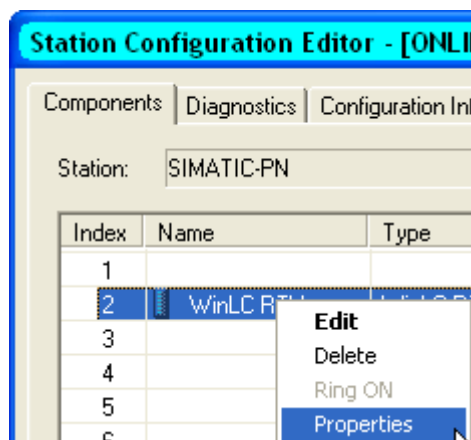 Station Configuration Editor - [ONLI
Components Diagnostics Configuration In
Station: SIMATIC-PN
Index Name Type
1
2 WinLC
3
Edit
4
Delete
5
Ring ON
Properties